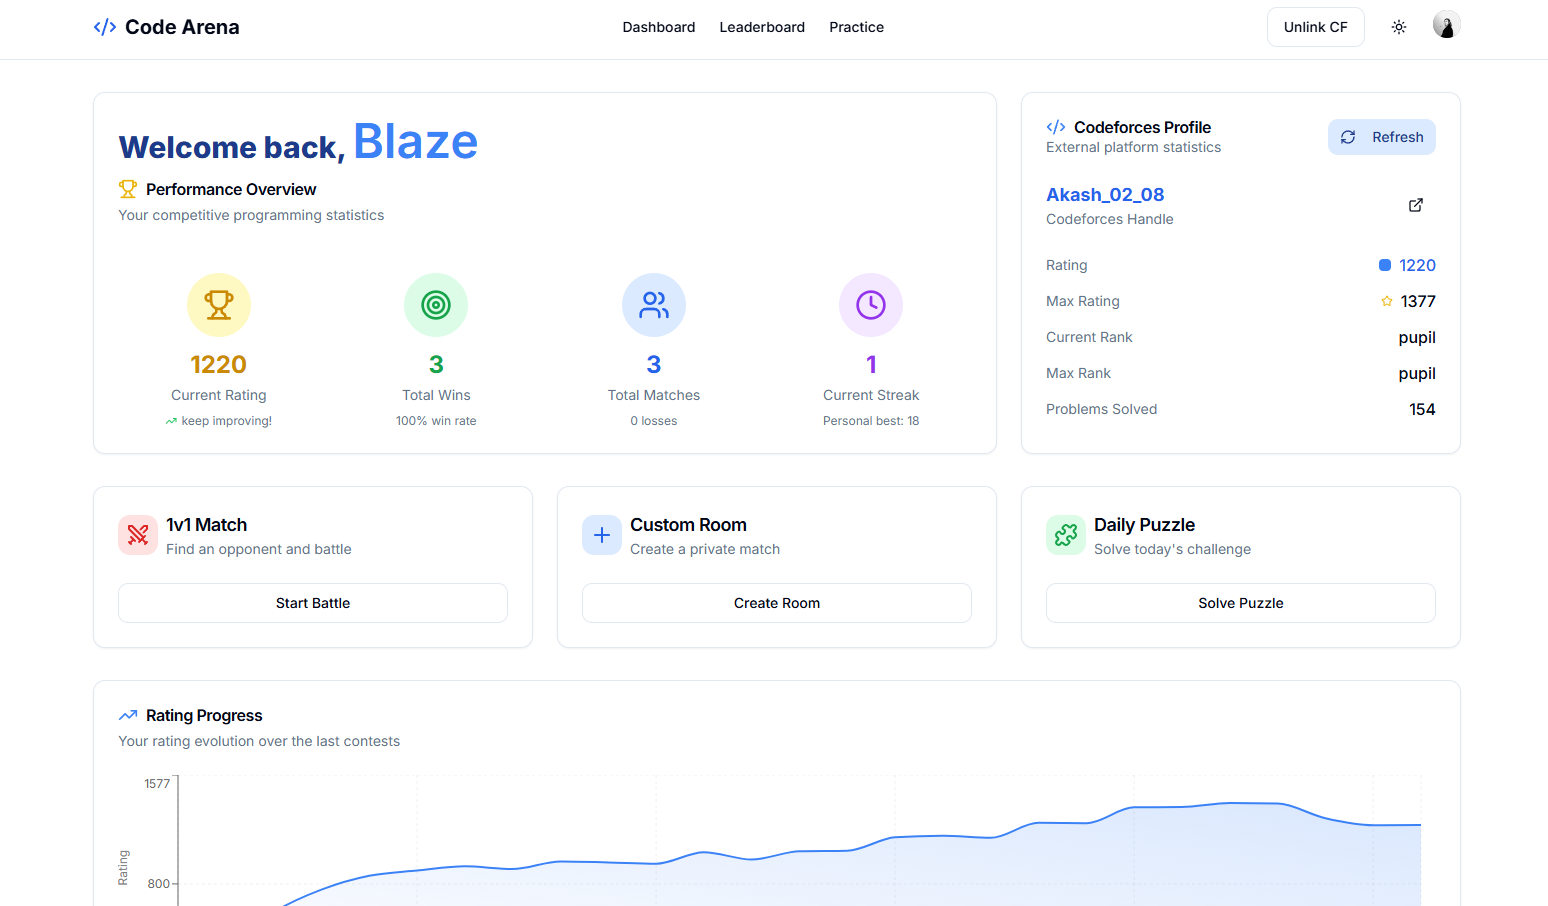 Code Arena
Dashboard Leaderboard Practice
Unlink CF
Welcome back, Blaze
Performance Overview
Your competitive programming statistics
1220
Current Rating
keep improving!
3
Total Wins
100% win rate
3
Total Matches
0 losses
1
Current Streak
Personal best: 18
Codeforces Profile
External platform statistics
Refresh
Akash_02_08
Codeforces Handle
Rating 1220
Max Rating 1377
Current Rank pupil
Max Rank pupil
Problems Solved 154
1v1 Match
Find an opponent and battle
Start Battle
Custom Room
Create a private match
Create Room
Daily Puzzle
Solve today's challenge
Solve Puzzle
Rating Progress
Your rating evolution over the last contests
1577
Rating
800